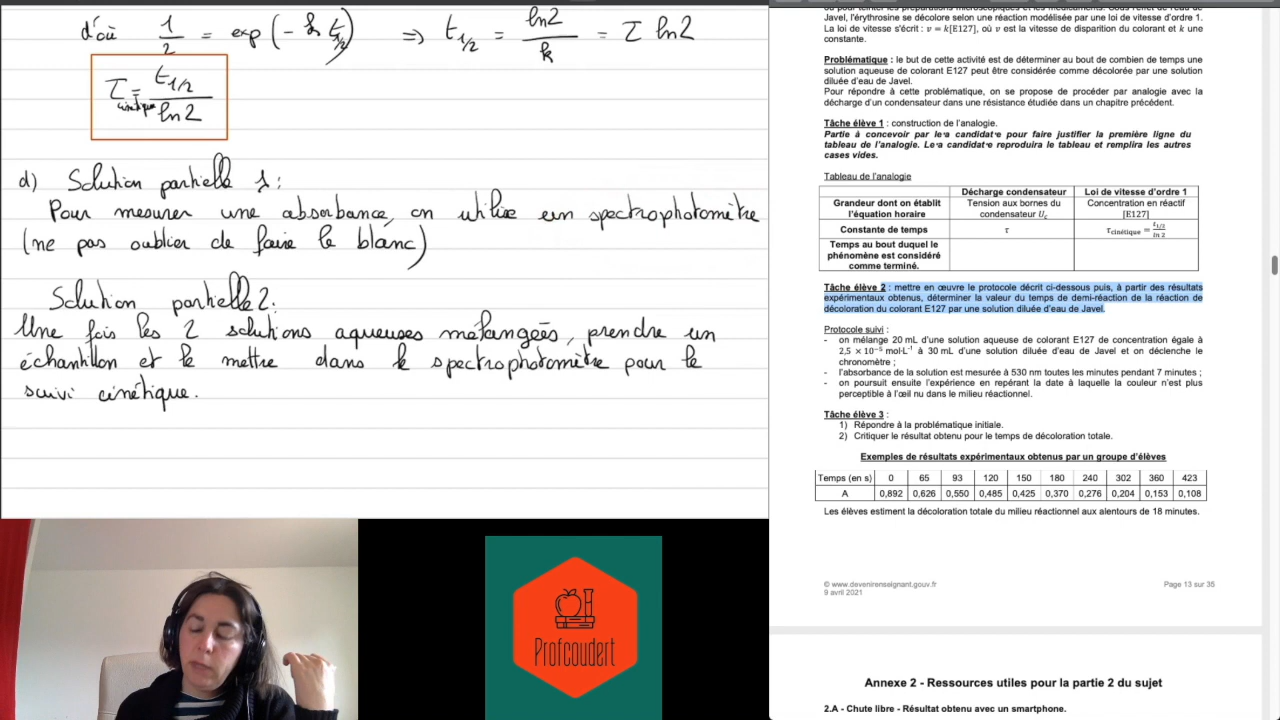 d'où 1/2 = exp(-k t1/2) ⟹ t1/2 = ln2/k = τ ln2
τ cinétique = t1/2 / ln2
d) Solution partielle 1:
Pour mesurer une absorbance, on utilise un spectrophotomètre
(ne pas oublier de faire le blanc)
Solution partielle 2:
Une fois les 2 solutions aqueuses mélangées, prendre un
échantillon et le mettre dans le spectrophotomètre pour le
suivi cinétique.
Profcoudert
Javel, l'érythrosine se décolore selon une réaction modélisée par une loi de vitesse d'ordre 1.
La loi de vitesse s'écrit : v = k[E127], où v est la vitesse de disparition du colorant et k une
constante.
Problématique : le but de cette activité est de déterminer au bout de combien de temps une
solution aqueuse de colorant E127 peut être considérée comme décolorée par une solution
diluée d'eau de Javel.
Pour répondre à cette problématique, on se propose de procéder par analogie avec la
décharge d'un condensateur dans une résistance étudiée dans un chapitre précédent.
Tâche élève 1 : construction de l'analogie.
Partie à concevoir par le·a candidat·e pour faire justifier la première ligne du
tableau de l'analogie. Le·a candidat·e reproduira le tableau et remplira les autres
cases vides.
Tableau de l'analogie
Décharge condensateur Loi de vitesse d'ordre 1
Grandeur dont on établit l'équation horaire Tension aux bornes du condensateur Uc Concentration en réactif [E127]
Constante de temps τ τcinétique = t1/2 / ln 2
Temps au bout duquel le phénomène est considéré comme terminé.
Tâche élève 2 : mettre en œuvre le protocole décrit ci-dessous puis, à partir des résultats
expérimentaux obtenus, déterminer la valeur du temps de demi-réaction de la réaction de
décoloration du colorant E127 par une solution diluée d'eau de Javel.
Protocole suivi :
- on mélange 20 mL d'une solution aqueuse de colorant E127 de concentration égale à
2,5 × 10⁻⁵ mol·L⁻¹ à 30 mL d'une solution diluée d'eau de Javel et on déclenche le
chronomètre ;
- l'absorbance de la solution est mesurée à 530 nm toutes les minutes pendant 7 minutes ;
- on poursuit ensuite l'expérience en repérant la date à laquelle la couleur n'est plus
perceptible à l'œil nu dans le milieu réactionnel.
Tâche élève 3 :
1) Répondre à la problématique initiale.
2) Critiquer le résultat obtenu pour le temps de décoloration totale.
Exemples de résultats expérimentaux obtenus par un groupe d'élèves
Temps (en s) 0 65 93 120 150 180 240 302 360 423
A 0,892 0,626 0,550 0,485 0,425 0,370 0,276 0,204 0,153 0,108
Les élèves estiment la décoloration totale du milieu réactionnel aux alentours de 18 minutes.
© www.devenirenseignant.gouv.fr Page 13 sur 35
9 avril 2021
Annexe 2 - Ressources utiles pour la partie 2 du sujet
2.A - Chute libre - Résultat obtenu avec un smartphone.